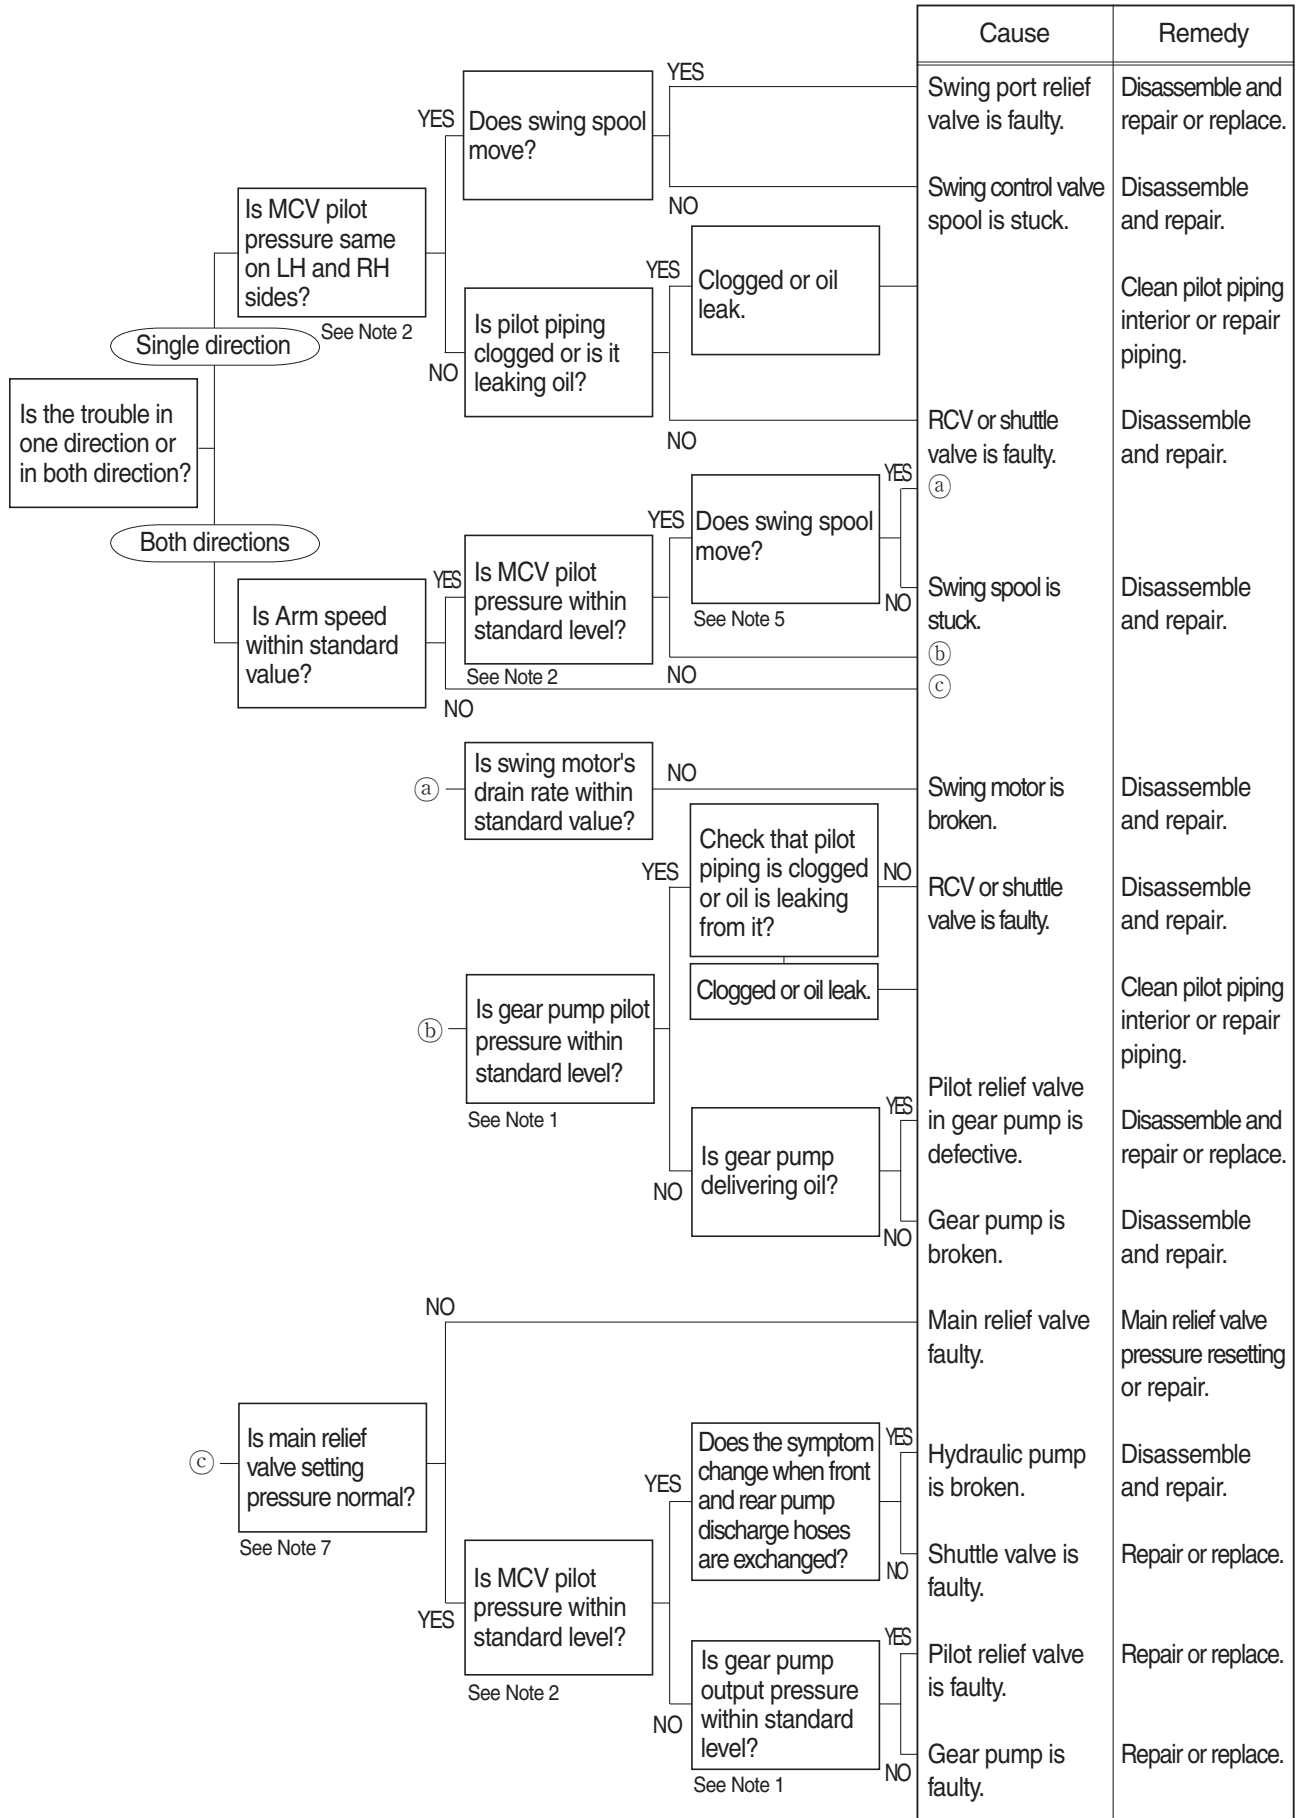 Cause
Remedy
YES
Does swing spool
move?
YES
NO
Swing port relief
valve is faulty.
Disassemble and
repair or replace.
Swing control valve
spool is stuck.
Disassemble
and repair.
Is MCV pilot
pressure same
on LH and RH
sides?
See Note 2
Single direction
Is pilot piping
clogged or is it
leaking oil?
NO
YES
Clogged or oil
leak.
Clean pilot piping
interior or repair
piping.
NO
RCV or shuttle
valve is faulty.
Disassemble
and repair.
Is the trouble in
one direction or
in both direction?
Both directions
Is Arm speed
within standard
value?
YES
Is MCV pilot
pressure within
standard level?
See Note 2
YES
Does swing spool
move?
See Note 5
YES
ⓐ
NO
Swing spool is
stuck.
Disassemble
and repair.
NO
ⓑ
NO
ⓒ
ⓐ
Is swing motor's
drain rate within
standard value?
NO
Swing motor is
broken.
Disassemble
and repair.
YES
Check that pilot
piping is clogged
or oil is leaking
from it?
NO
RCV or shuttle
valve is faulty.
Disassemble
and repair.
Clogged or oil leak.
Clean pilot piping
interior or repair
piping.
ⓑ
Is gear pump pilot
pressure within
standard level?
See Note 1
NO
Is gear pump
delivering oil?
YES
Pilot relief valve
in gear pump is
defective.
Disassemble and
repair or replace.
NO
Gear pump is
broken.
Disassemble
and repair.
NO
Main relief valve
faulty.
Main relief valve
pressure resetting
or repair.
ⓒ
Is main relief
valve setting
pressure normal?
See Note 7
YES
Is MCV pilot
pressure within
standard level?
See Note 2
YES
Does the symptom
change when front
and rear pump
discharge hoses
are exchanged?
YES
Hydraulic pump
is broken.
Disassemble
and repair.
NO
Shuttle valve is
faulty.
Repair or replace.
NO
Is gear pump
output pressure
within standard
level?
See Note 1
YES
Pilot relief valve
is faulty.
Repair or replace.
NO
Gear pump is
faulty.
Repair or replace.